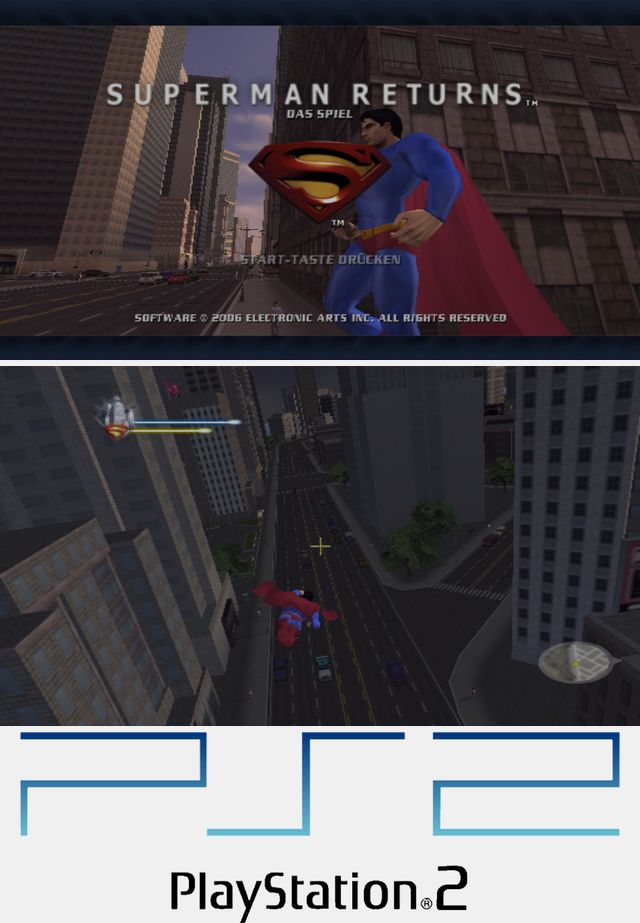 SUPERMAN RETURNS™
DAS SPIEL
S
™
START-TASTE DRÜCKEN
SOFTWARE © 2006 ELECTRONIC ARTS INC. ALL RIGHTS RESERVED
PS2
PlayStation®2